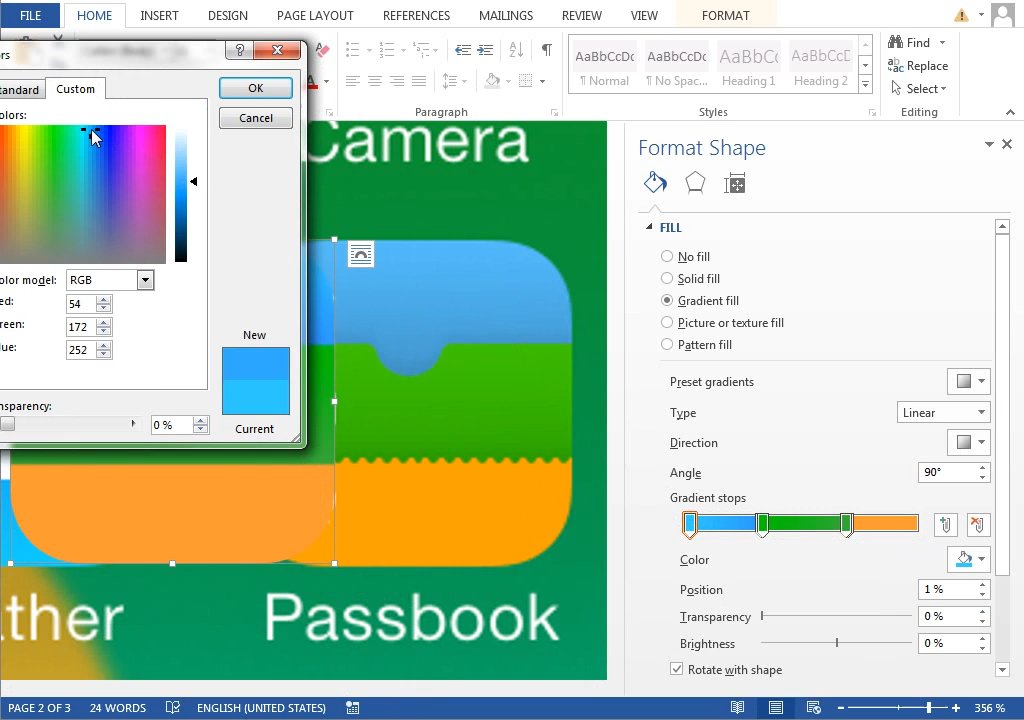 FILE HOME INSERT DESIGN PAGE LAYOUT REFERENCES MAILINGS REVIEW VIEW FORMAT
ors
?
Standard Custom
olors:
OK
Cancel
olor model: RGB
ed: 54
reen: 172
lue: 252
nsparency: 0 %
New
Current
AaBbCcDc AaBbCcDc AaBbCc AaBbCcD
¶ Normal ¶ No Spac... Heading 1 Heading 2
Find
Replace
Select
Paragraph Styles Editing
Camera
ther Passbook
Format Shape
FILL
No fill
Solid fill
Gradient fill
Picture or texture fill
Pattern fill
Preset gradients
Type Linear
Direction
Angle 90°
Gradient stops
Color
Position 1 %
Transparency 0 %
Brightness 0 %
Rotate with shape
PAGE 2 OF 3 24 WORDS ENGLISH (UNITED STATES) 356 %